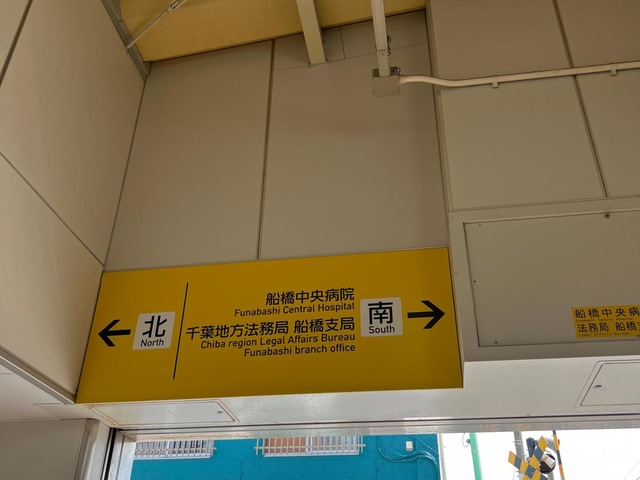 北
North
船橋中央病院
Funabashi Central Hospital
千葉地方法務局 船橋支局
Chiba region Legal Affairs Bureau
Funabashi branch office
南
South
船橋中央病
法務局 船橋